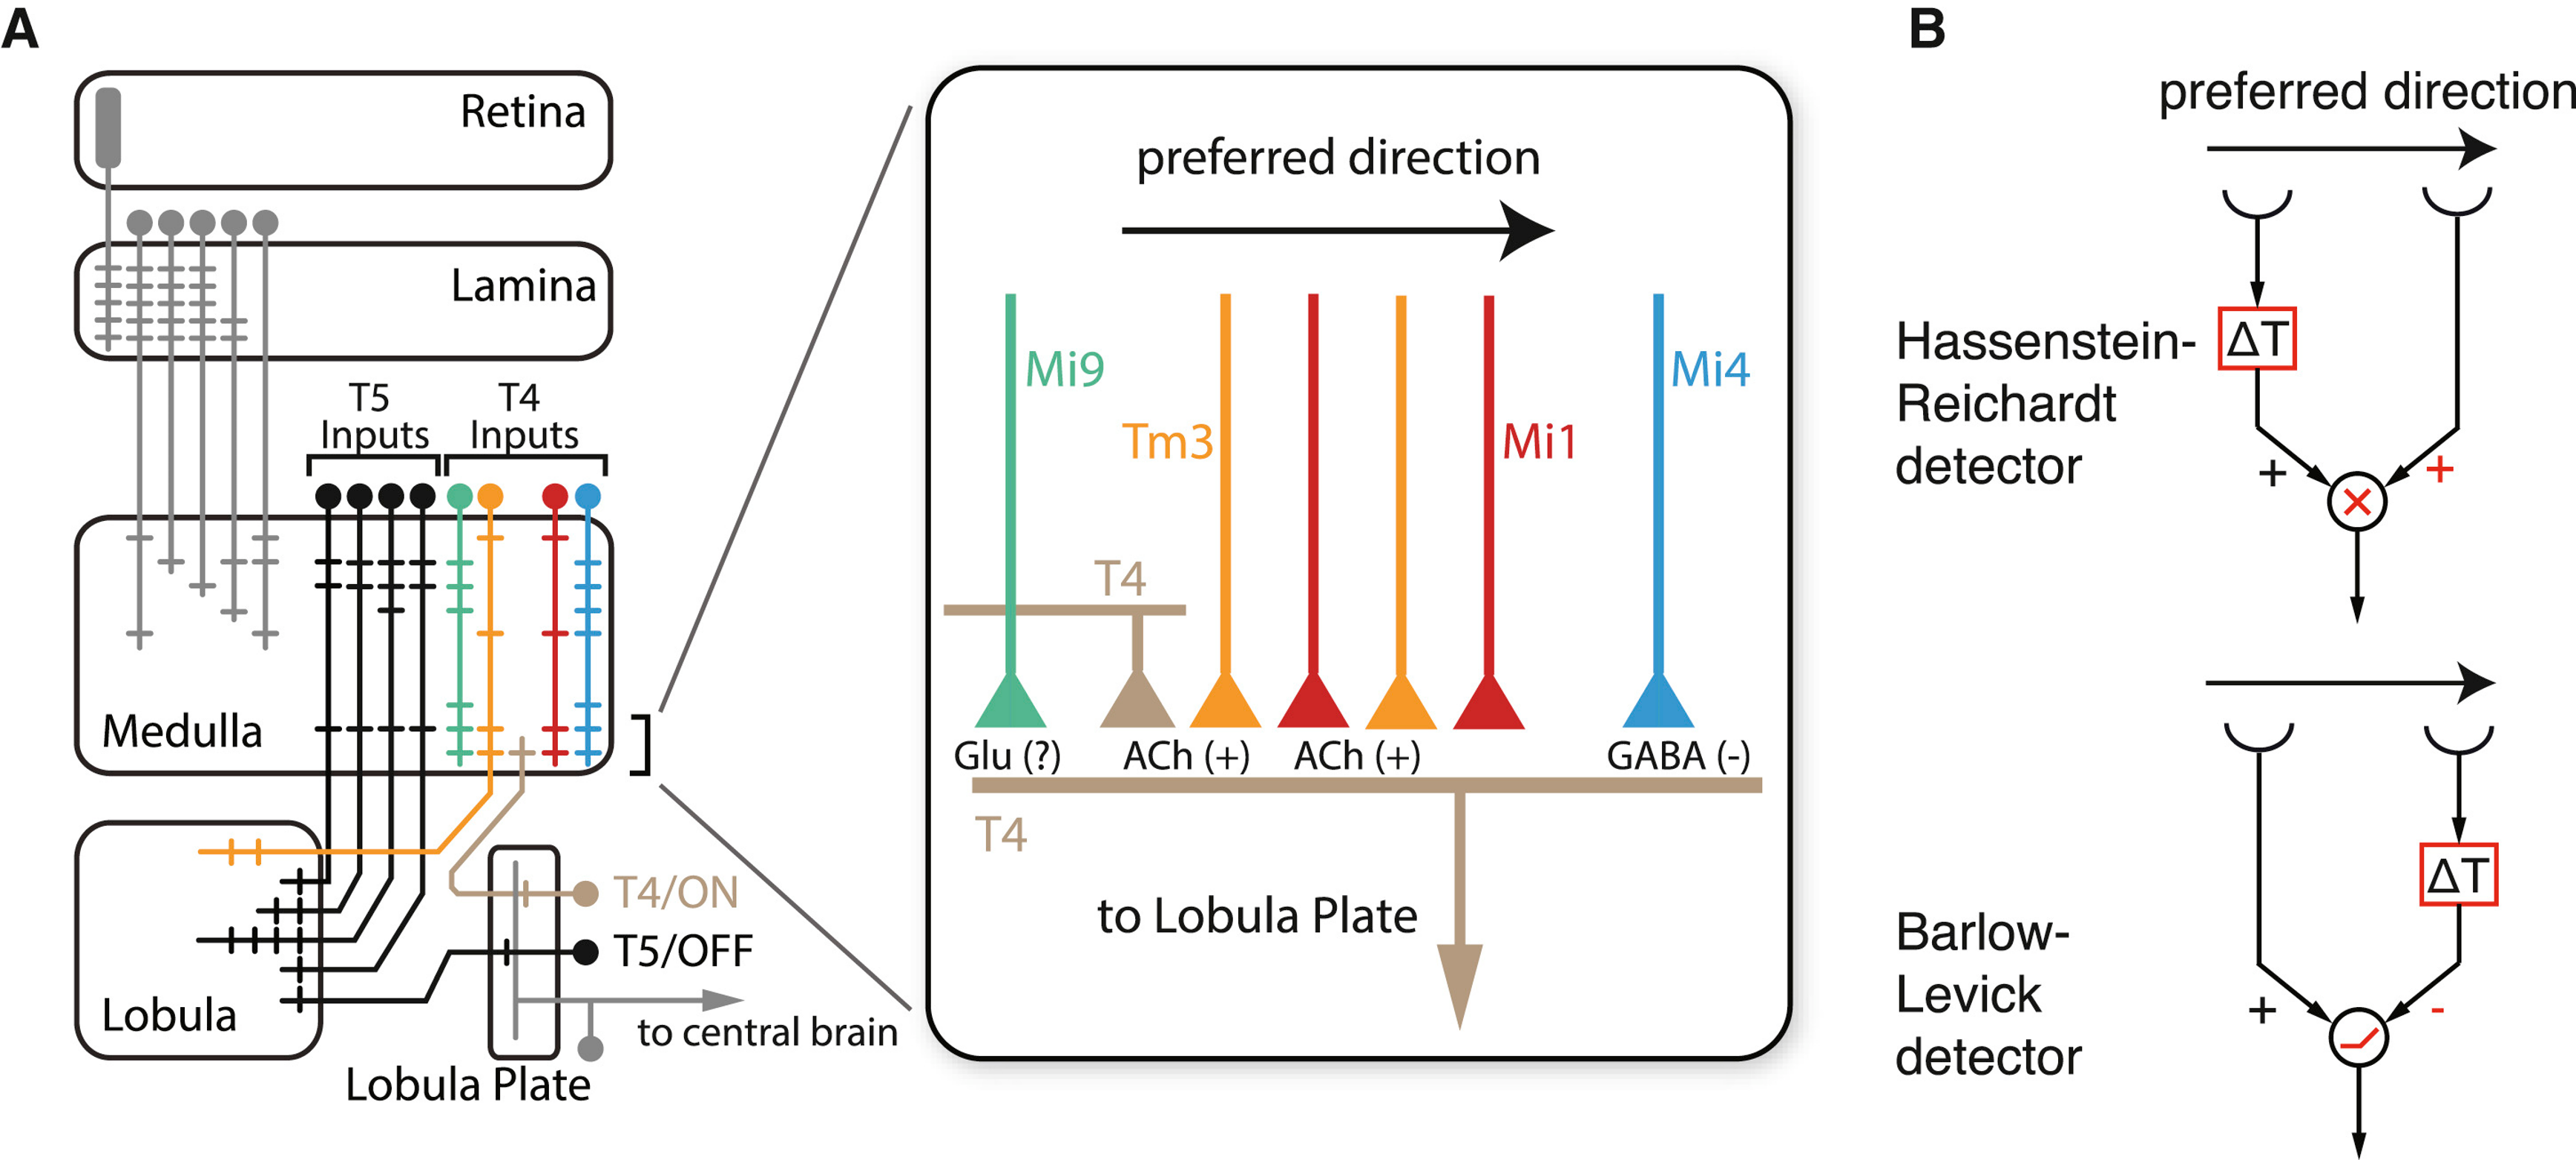 A
Retina
Lamina
T5
Inputs
T4
Inputs
Medulla
Lobula
T4/ON
T5/OFF
to central brain
Lobula Plate
preferred direction
Mi9
Mi4
Tm3
Mi1
T4
Glu (?)
ACh (+)
ACh (+)
GABA (-)
T4
to Lobula Plate
B
preferred direction
Hassenstein-
Reichardt
detector
ΔT
+
+
×
Barlow-
Levick
detector
ΔT
+
-